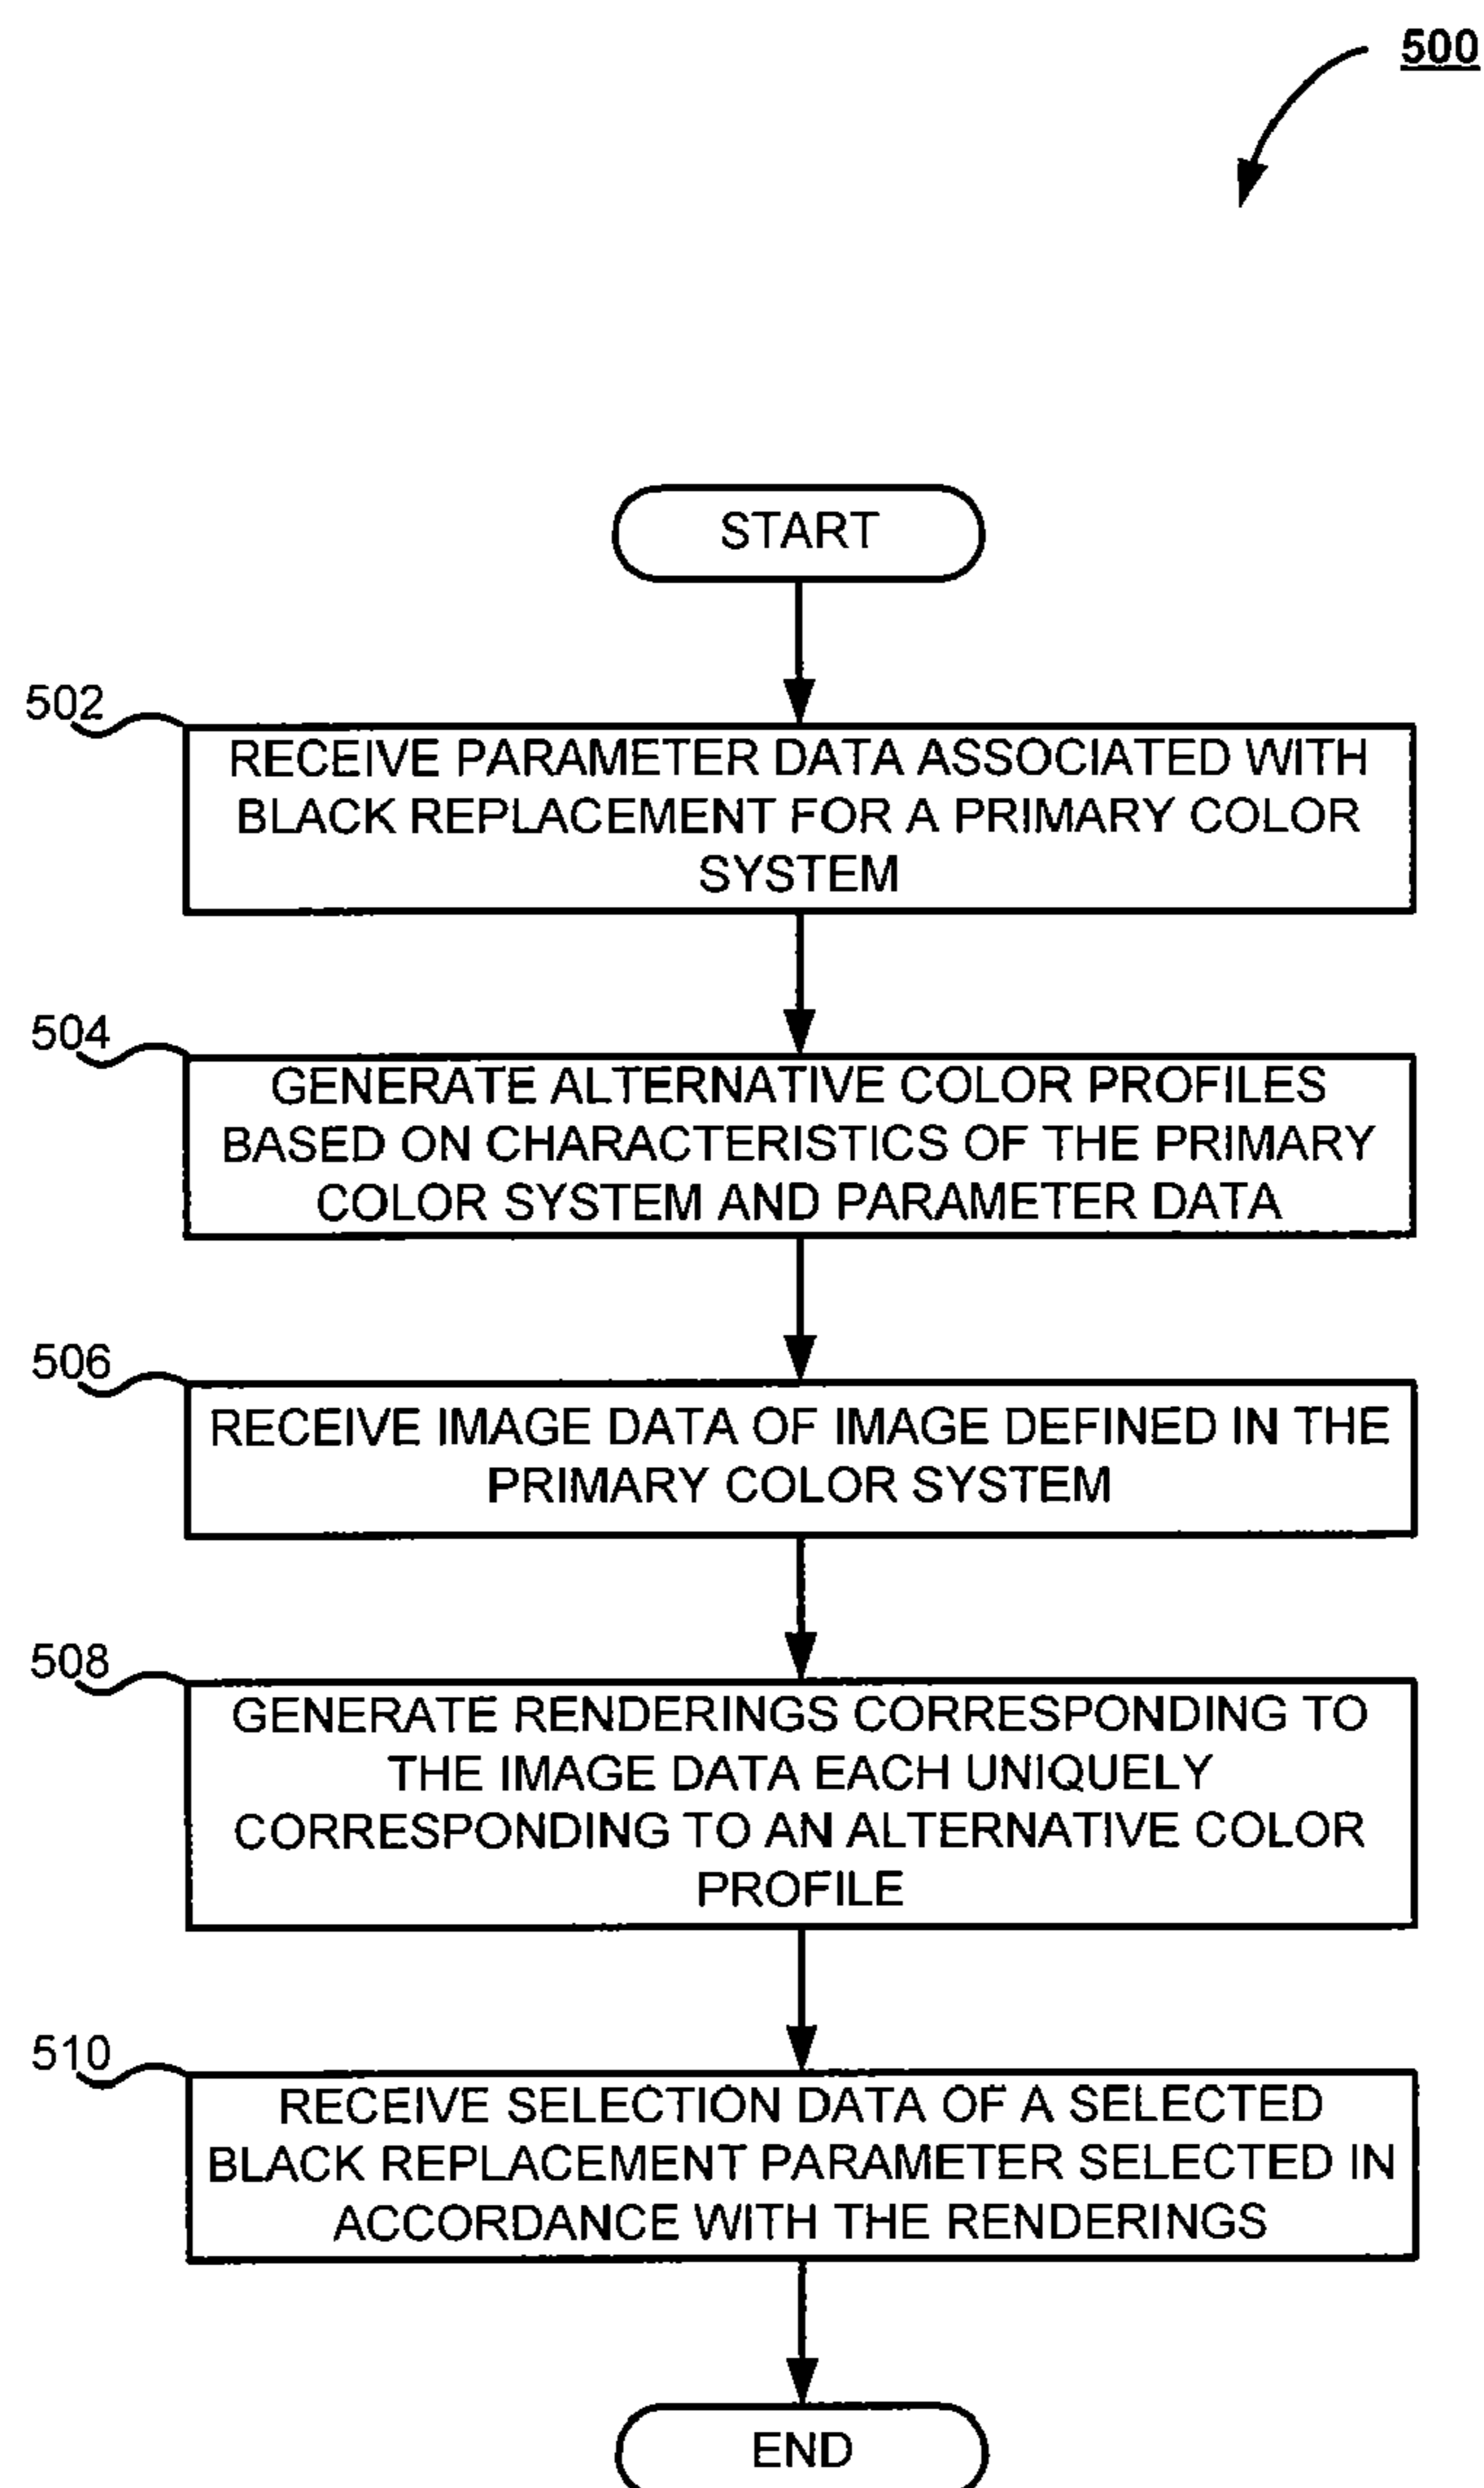 500
START
502
RECEIVE PARAMETER DATA ASSOCIATED WITH
BLACK REPLACEMENT FOR A PRIMARY COLOR
SYSTEM
504
GENERATE ALTERNATIVE COLOR PROFILES
BASED ON CHARACTERISTICS OF THE PRIMARY
COLOR SYSTEM AND PARAMETER DATA
506
RECEIVE IMAGE DATA OF IMAGE DEFINED IN THE
PRIMARY COLOR SYSTEM
508
GENERATE RENDERINGS CORRESPONDING TO
THE IMAGE DATA EACH UNIQUELY
CORRESPONDING TO AN ALTERNATIVE COLOR
PROFILE
510
RECEIVE SELECTION DATA OF A SELECTED
BLACK REPLACEMENT PARAMETER SELECTED IN
ACCORDANCE WITH THE RENDERINGS
END